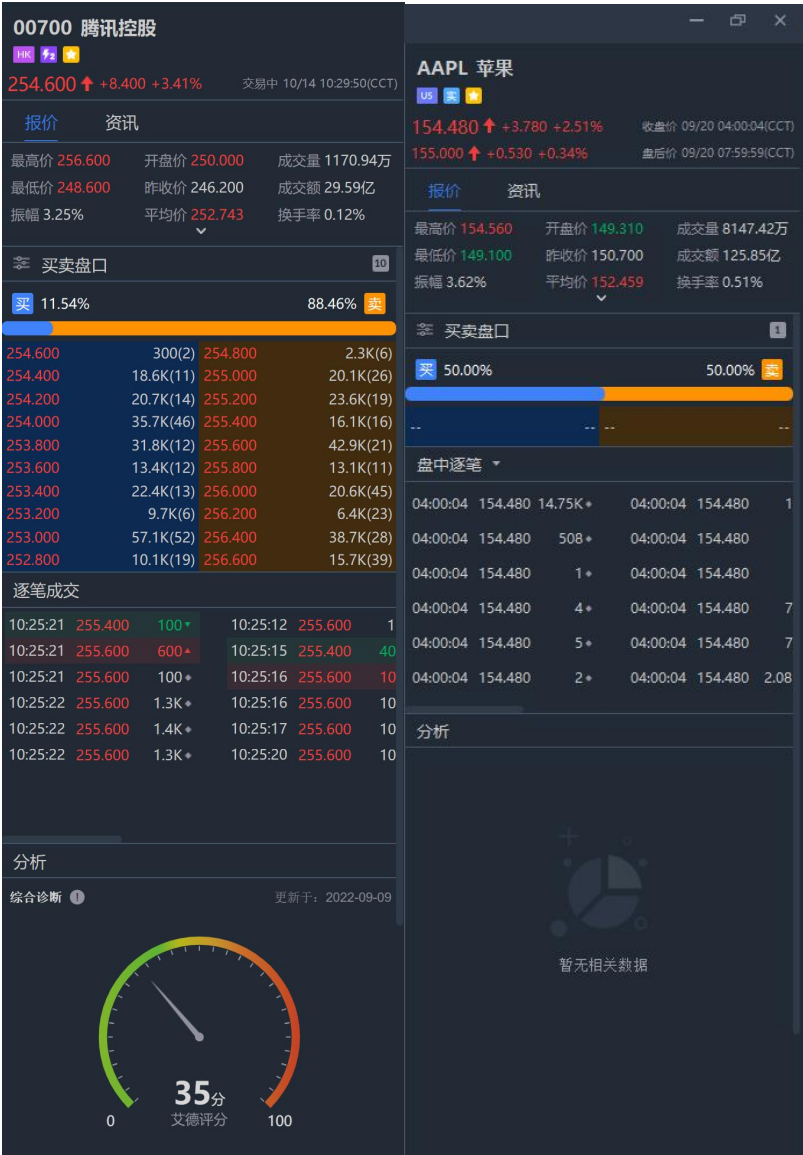 00700 腾讯控股
HK
254.600 +8.400 +3.41% 交易中 10/14 10:29:50(CCT)
报价 资讯
最高价 256.600 开盘价 250.000 成交量 1170.94万
最低价 248.600 昨收价 246.200 成交额 29.59亿
振幅 3.25% 平均价 252.743 换手率 0.12%
买卖盘口 10
买 11.54% 88.46% 卖
254.600 300(2) 254.800 2.3K(6)
254.400 18.6K(11) 255.000 20.1K(26)
254.200 20.7K(14) 255.200 23.6K(19)
254.000 35.7K(46) 255.400 16.1K(16)
253.800 31.8K(12) 255.600 42.9K(21)
253.600 13.4K(12) 255.800 13.1K(11)
253.400 22.4K(13) 256.000 20.6K(45)
253.200 9.7K(6) 256.200 6.4K(23)
253.000 57.1K(52) 256.400 38.7K(28)
252.800 10.1K(19) 256.600 15.7K(39)
逐笔成交
10:25:21 255.400 100 10:25:12 255.600 1
10:25:21 255.600 600 10:25:15 255.400 40
10:25:21 255.600 100 10:25:16 255.600 10
10:25:22 255.600 1.3K 10:25:16 255.600 10
10:25:22 255.600 1.4K 10:25:17 255.600 10
10:25:22 255.600 1.3K 10:25:20 255.600 10
分析
综合诊断 更新于：2022-09-09
35分
0 艾德评分 100
AAPL 苹果
US 实
154.480 +3.780 +2.51% 收盘价 09/20 04:00:04(CCT)
155.000 +0.530 +0.34% 盘后价 09/20 07:59:59(CCT)
报价 资讯
最高价 154.560 开盘价 149.310 成交量 8147.42万
最低价 149.100 昨收价 150.700 成交额 125.85亿
振幅 3.62% 平均价 152.459 换手率 0.51%
买卖盘口 1
买 50.00% 50.00% 卖
-- -- -- --
盘中逐笔
04:00:04 154.480 14.75K 04:00:04 154.480 1
04:00:04 154.480 508 04:00:04 154.480
04:00:04 154.480 1 04:00:04 154.480
04:00:04 154.480 4 04:00:04 154.480 7
04:00:04 154.480 5 04:00:04 154.480 7
04:00:04 154.480 2 04:00:04 154.480 2.08
分析
暂无相关数据